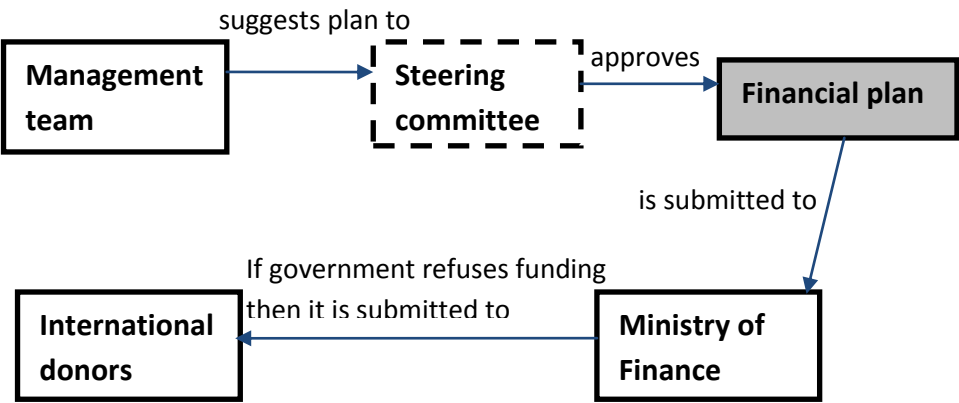 suggests plan to
Management
team
Steering
committee
approves
Financial plan
is submitted to
If government refuses funding
then it is submitted to
International
donors
Ministry of
Finance